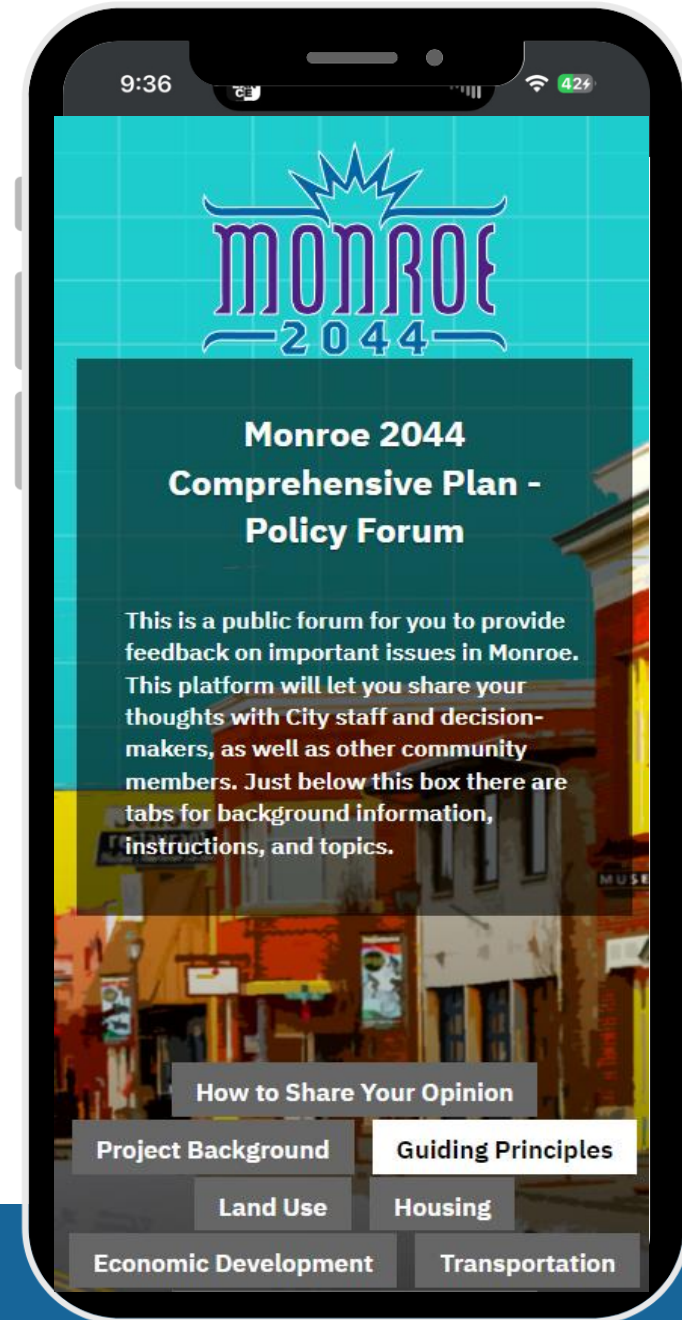 9:36
42
MONROE
2044
Monroe 2044
Comprehensive Plan -
Policy Forum
This is a public forum for you to provide
feedback on important issues in Monroe.
This platform will let you share your
thoughts with City staff and decision-
makers, as well as other community
members. Just below this box there are
tabs for background information,
instructions, and topics.
MUSE
How to Share Your Opinion
Project Background
Guiding Principles
Land Use
Housing
Economic Development
Transportation